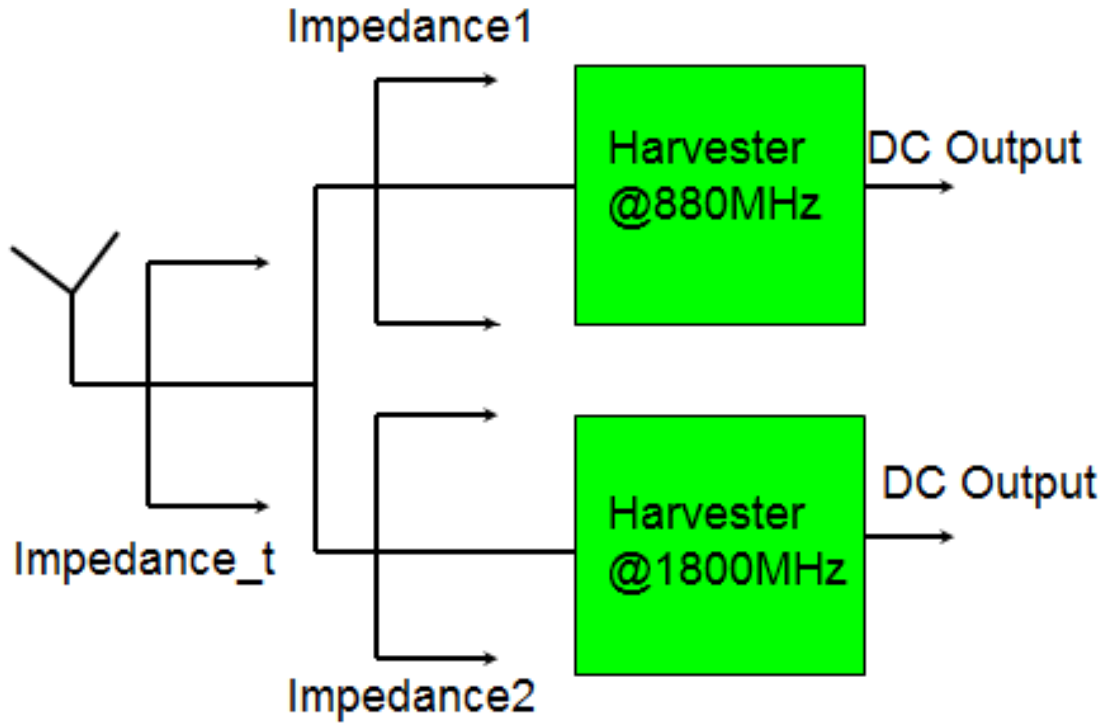 Impedance1
Harvester
@880MHz
DC Output
Impedance_t
Harvester
@1800MHz
DC Output
Impedance2